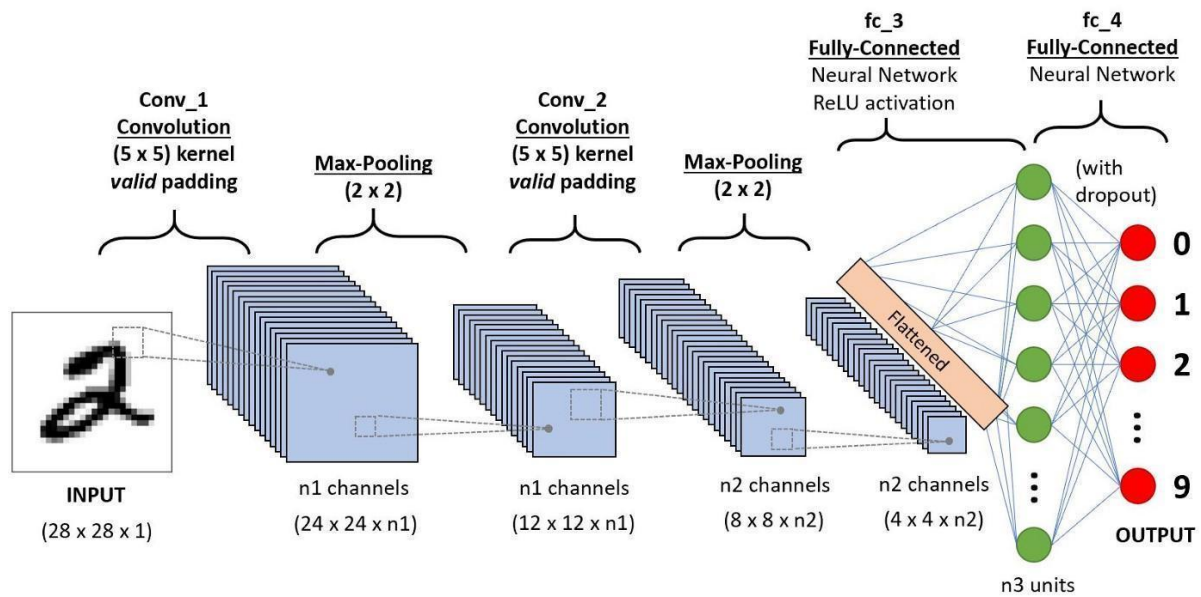 Conv_1
Convolution
(5 x 5) kernel
valid padding
Max-Pooling
(2 x 2)
Conv_2
Convolution
(5 x 5) kernel
valid padding
Max-Pooling
(2 x 2)
fc_3
Fully-Connected
Neural Network
ReLU activation
fc_4
Fully-Connected
Neural Network
(with
dropout)
2
INPUT
(28 x 28 x 1)
n1 channels
(24 x 24 x n1)
n1 channels
(12 x 12 x n1)
n2 channels
(8 x 8 x n2)
n2 channels
(4 x 4 x n2)
Flattened
n3 units
0
1
2
9
OUTPUT